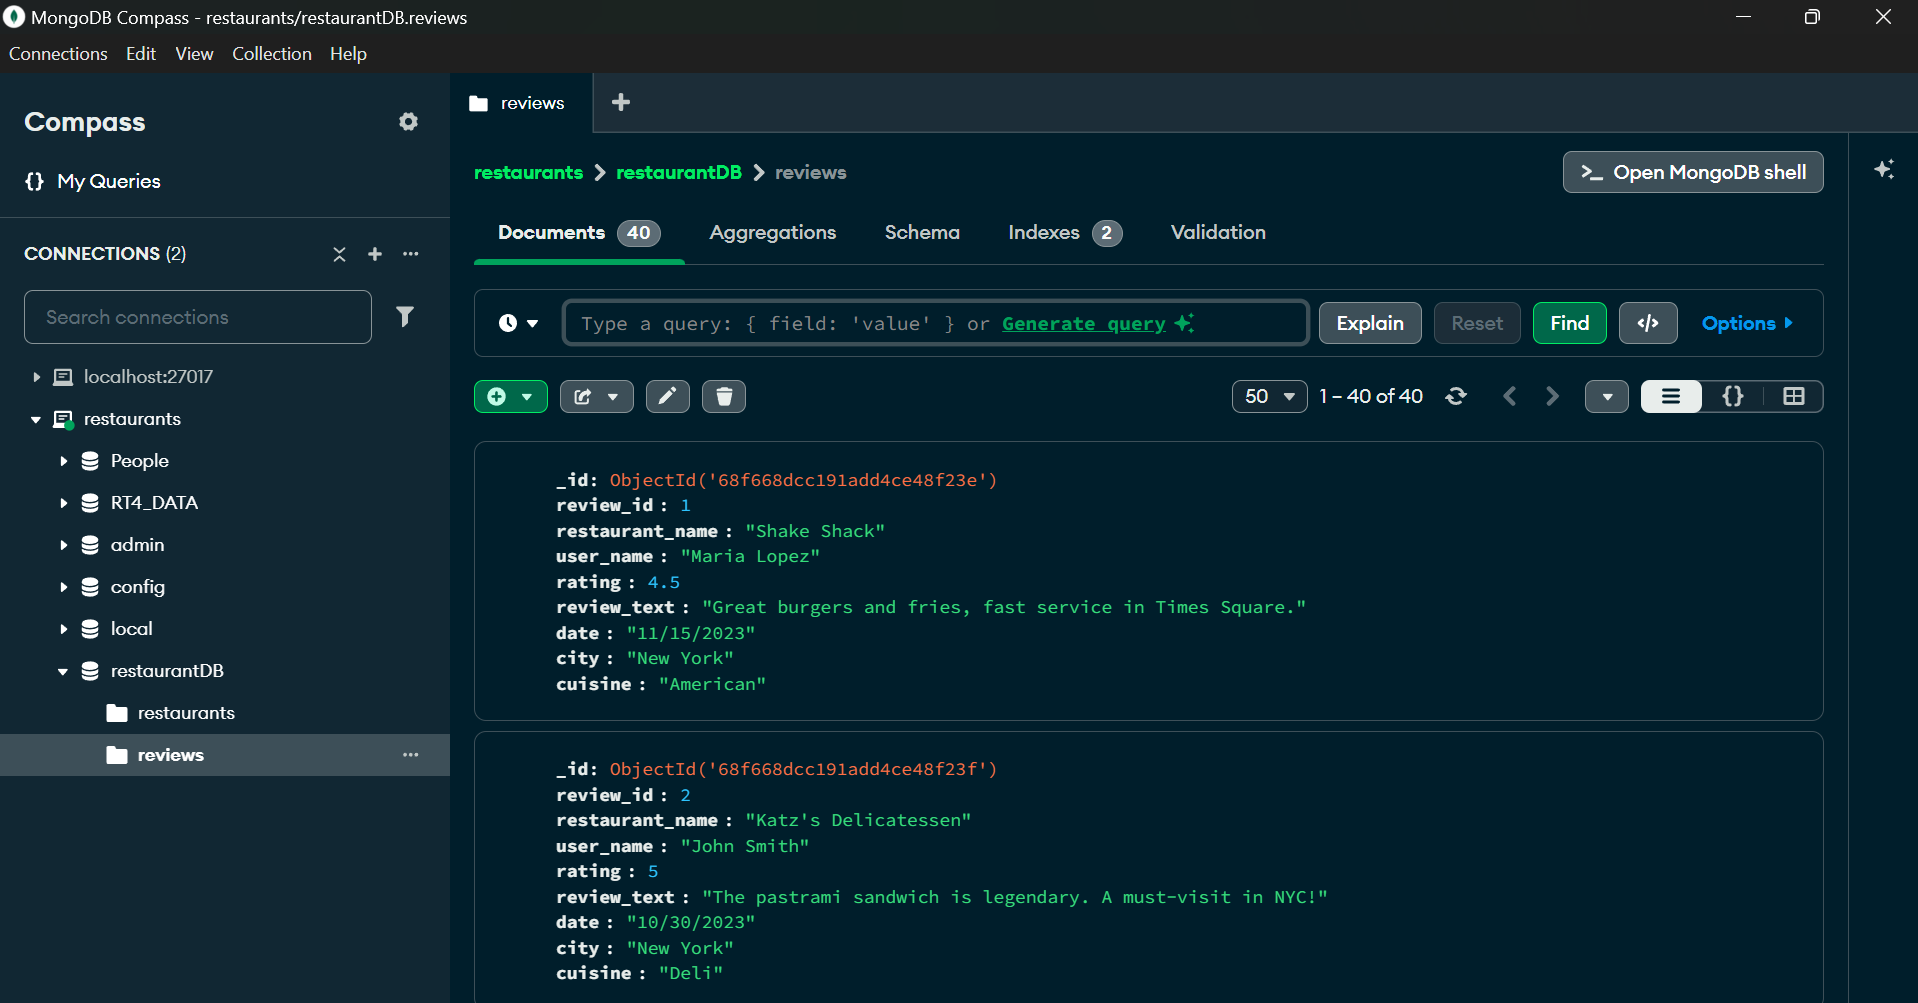 MongoDB Compass - restaurants/restaurantDB.reviews
Connections Edit View Collection Help
Compass
{} My Queries
CONNECTIONS (2)
Search connections
localhost:27017
restaurants
People
RT4_DATA
admin
config
local
restaurantDB
restaurants
reviews
reviews
restaurants > restaurantDB > reviews
>_ Open MongoDB shell
Documents 40 Aggregations Schema Indexes 2 Validation
Type a query: { field: 'value' } or Generate query
Explain Reset Find </> Options
50 1 – 40 of 40 {}
_id: ObjectId('68f668dcc191add4ce48f23e')
review_id : 1
restaurant_name : "Shake Shack"
user_name : "Maria Lopez"
rating : 4.5
review_text : "Great burgers and fries, fast service in Times Square."
date : "11/15/2023"
city : "New York"
cuisine : "American"
_id: ObjectId('68f668dcc191add4ce48f23f')
review_id : 2
restaurant_name : "Katz's Delicatessen"
user_name : "John Smith"
rating : 5
review_text : "The pastrami sandwich is legendary. A must-visit in NYC!"
date : "10/30/2023"
city : "New York"
cuisine : "Deli"